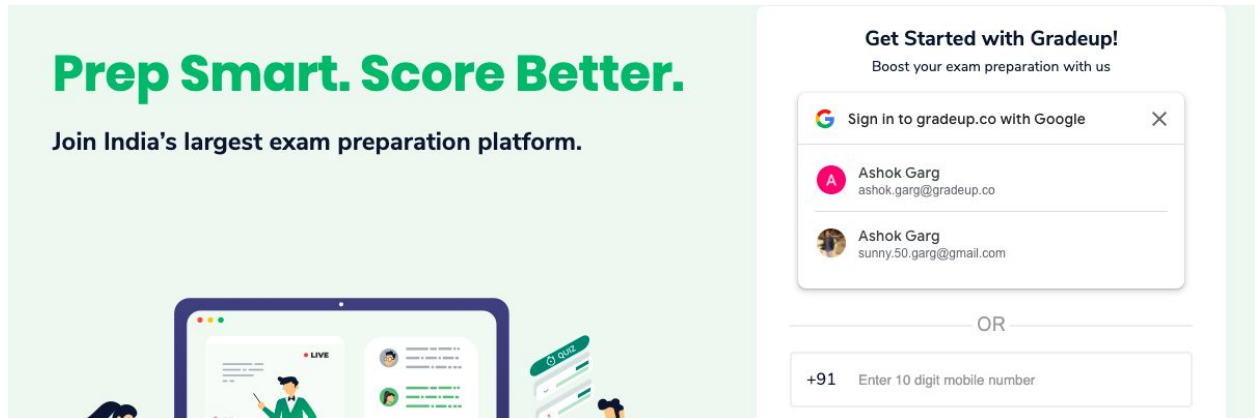 Prep Smart. Score Better.
Join India's largest exam preparation platform.
LIVE
QUIZ
Get Started with Gradeup!
Boost your exam preparation with us
Sign in to gradeup.co with Google
A
Ashok Garg
ashok.garg@gradeup.co
Ashok Garg
sunny.50.garg@gmail.com
OR
+91 Enter 10 digit mobile number